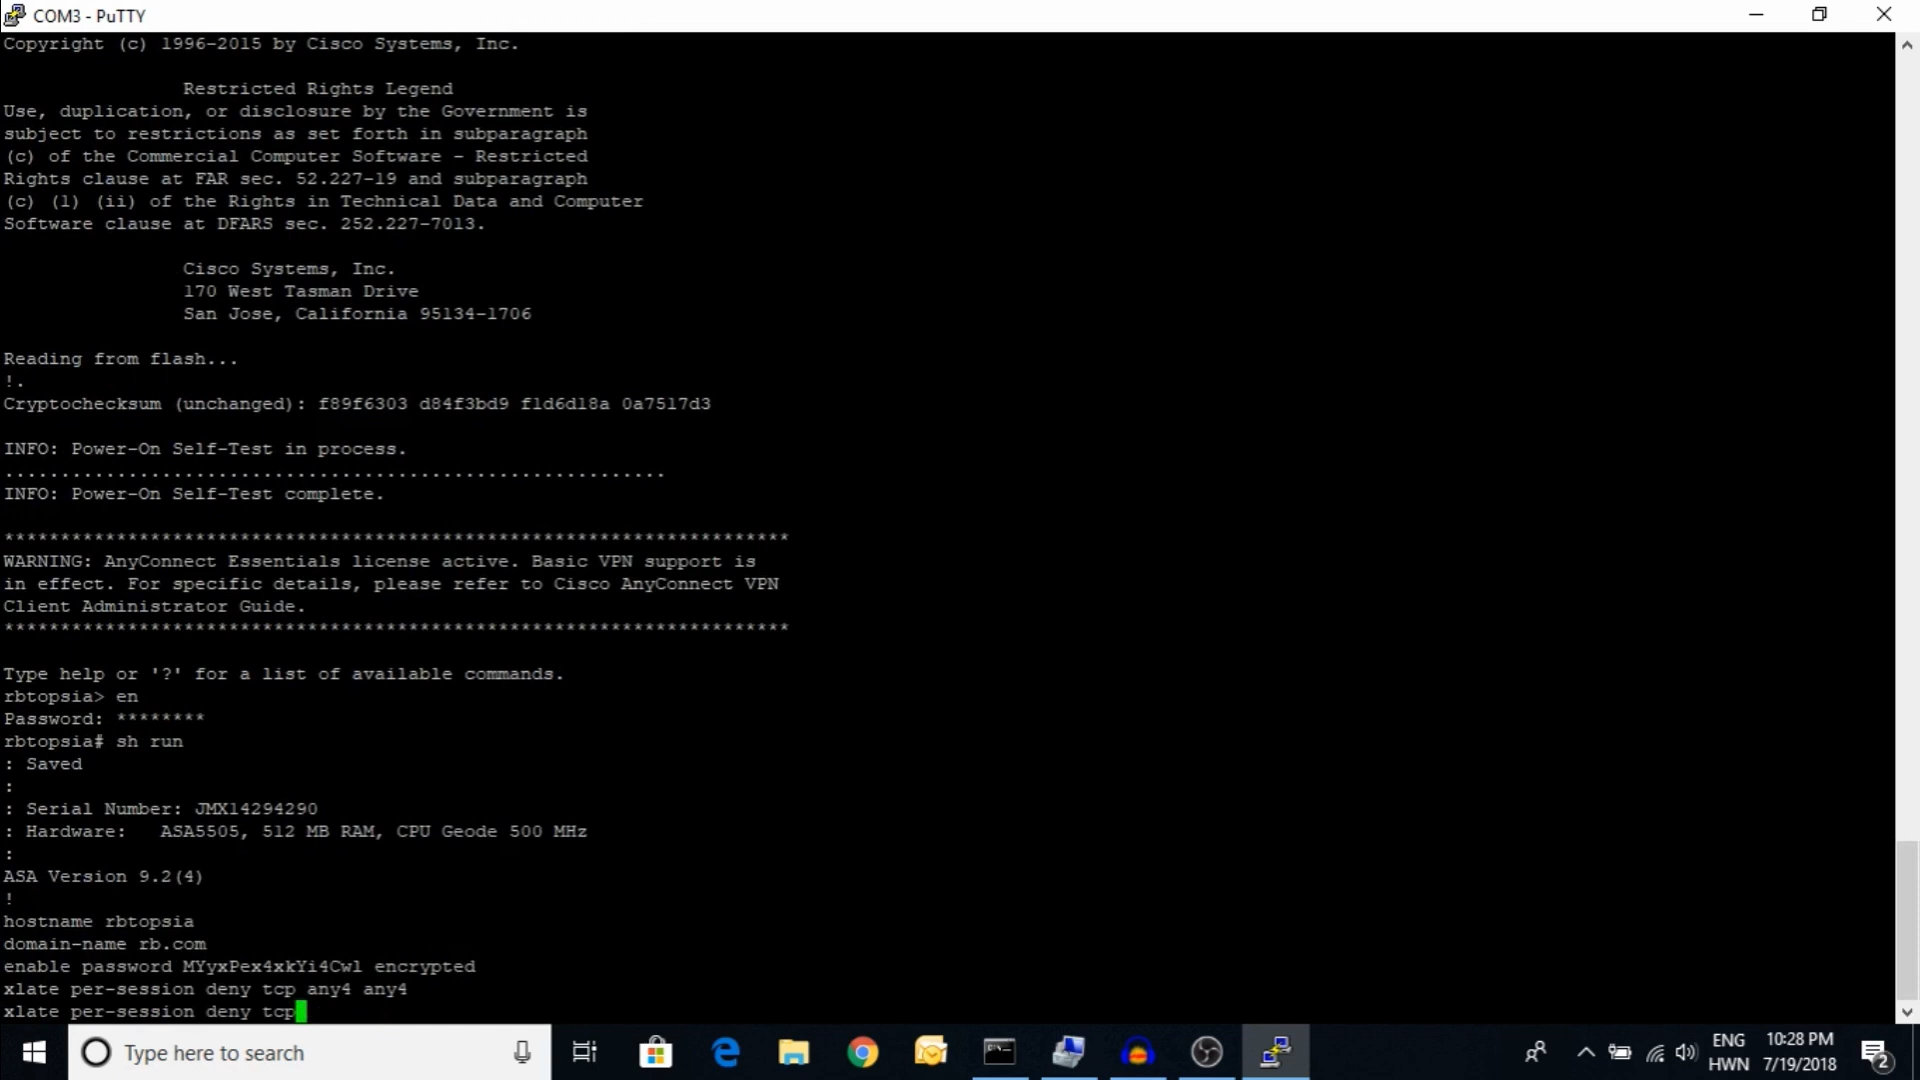 COM3 - PuTTY
Copyright (c) 1996-2015 by Cisco Systems, Inc.
Restricted Rights Legend
Use, duplication, or disclosure by the Government is
subject to restrictions as set forth in subparagraph
(c) of the Commercial Computer Software - Restricted
Rights clause at FAR sec. 52.227-19 and subparagraph
(c) (1) (ii) of the Rights in Technical Data and Computer
Software clause at DFARS sec. 252.227-7013.
Cisco Systems, Inc.
170 West Tasman Drive
San Jose, California 95134-1706
Reading from flash...
!.
Cryptochecksum (unchanged): f89f6303 d84f3bd9 f1d6d18a 0a7517d3
INFO: Power-On Self-Test in process.
...........................................................
INFO: Power-On Self-Test complete.
**********************************************************************
WARNING: AnyConnect Essentials license active. Basic VPN support is
in effect. For specific details, please refer to Cisco AnyConnect VPN
Client Administrator Guide.
**********************************************************************
Type help or '?' for a list of available commands.
rbtopsia> en
Password: ********
rbtopsia# sh run
: Saved
:
: Serial Number: JMX14294290
: Hardware:   ASA5505, 512 MB RAM, CPU Geode 500 MHz
:
ASA Version 9.2(4)
!
hostname rbtopsia
domain-name rb.com
enable password MYyxPex4xkYi4Cwl encrypted
xlate per-session deny tcp any4 any4
xlate per-session deny tcp
Type here to search
ENG
HWN
10:28 PM
7/19/2018
2